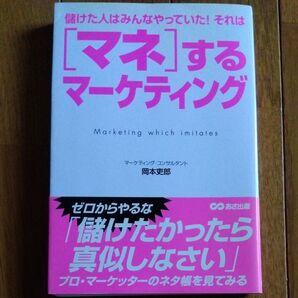 儲けた人はみんなやっていた！それは
[マネ]する
マーケティング
Marketing which imitates
マーケティング・コンサルタント
岡本吏郎
あさ出版
ゼロからやるな
「儲けたかったら
真似しなさい」
プロ・マーケッターのネタ帳を見てみる